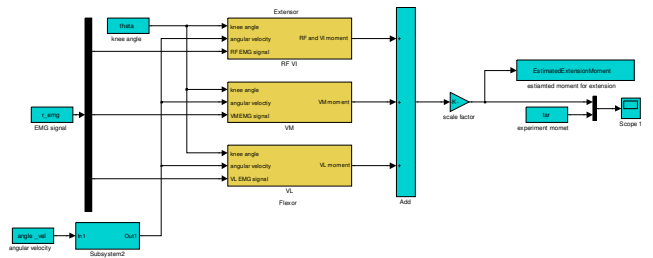 Extensor
theta
knee angle
knee angle
angular velocity
RF EMG signal
RF and VI moment
RF VI
r_emg
EMG signal
knee angle
angular velocity
VM EMG signal
VM moment
VM
knee angle
angular velocity
VL EMG signal
VL moment
VL
Flexor
angle _vel
angular velocity
In1
Out1
Subsystem2
+
+
+
Add
-K-
scale factor
EstimatedExtensionMoment
estiamted moment for extension
tar
experiment momet
Scope 1